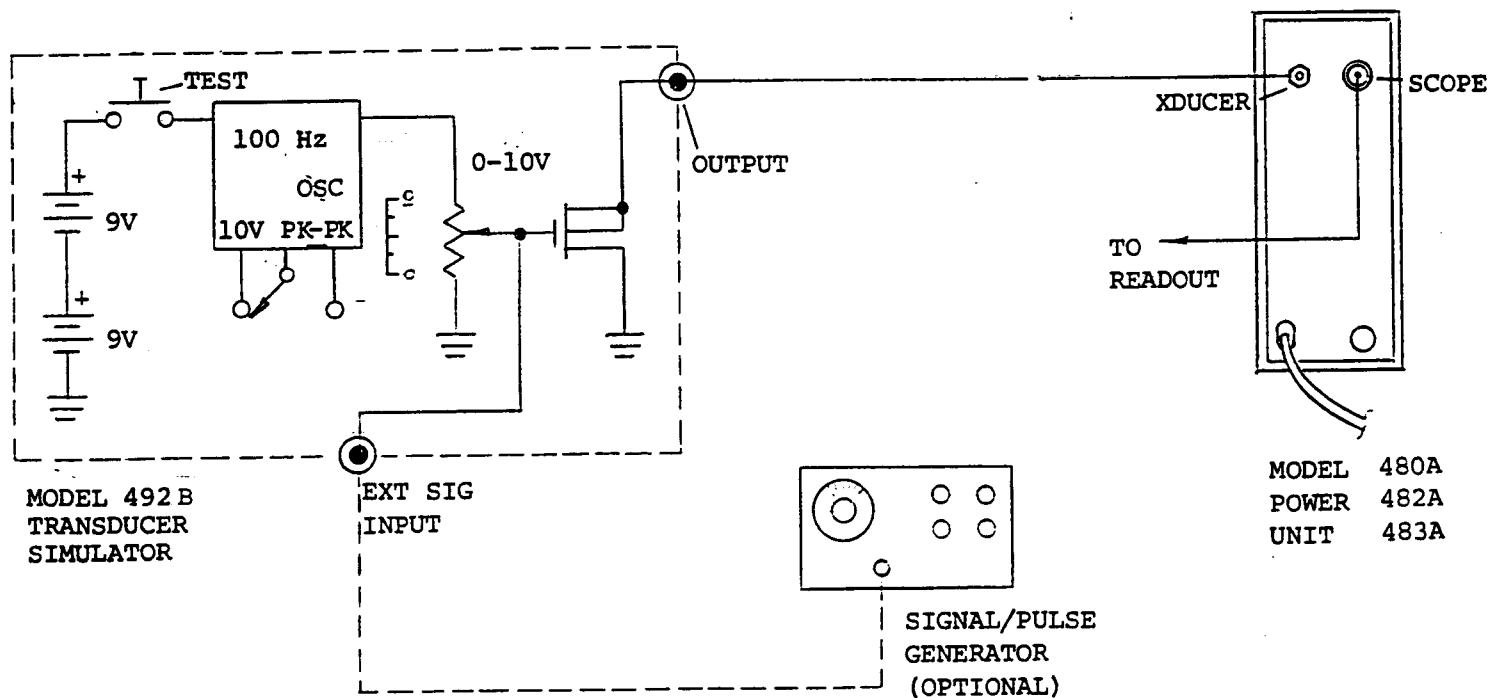 TEST
100 Hz
OSC
10V PK-PK
+
9V
+
9V
0-10V
OUTPUT
XDUCER
SCOPE
TO
READOUT
MODEL 492B
TRANSDUCER
SIMULATOR
EXT SIG
INPUT
SIGNAL/PULSE
GENERATOR
(OPTIONAL)
MODEL 480A
POWER 482A
UNIT 483A